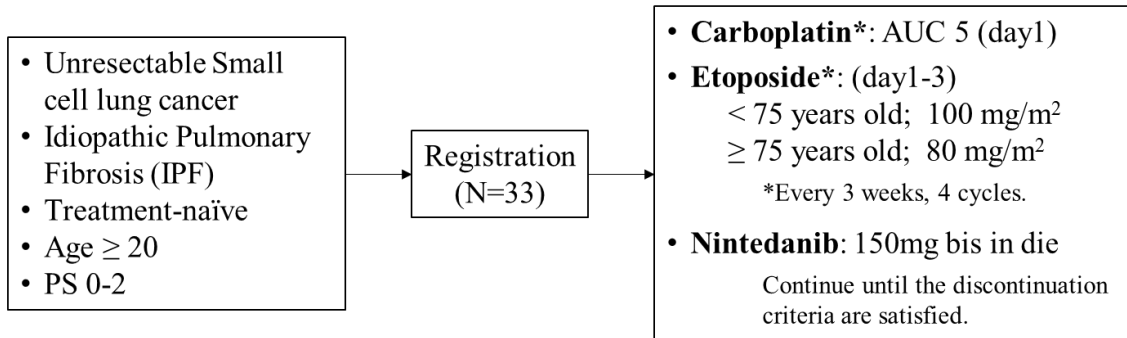 • Unresectable Small
cell lung cancer
• Idiopathic Pulmonary
Fibrosis (IPF)
• Treatment-naïve
• Age ≥ 20
• PS 0-2
Registration
(N=33)
• Carboplatin*: AUC 5 (day1)
• Etoposide*: (day1-3)
< 75 years old; 100 mg/m²
≥ 75 years old; 80 mg/m²
*Every 3 weeks, 4 cycles.
• Nintedanib: 150mg bis in die
Continue until the discontinuation
criteria are satisfied.